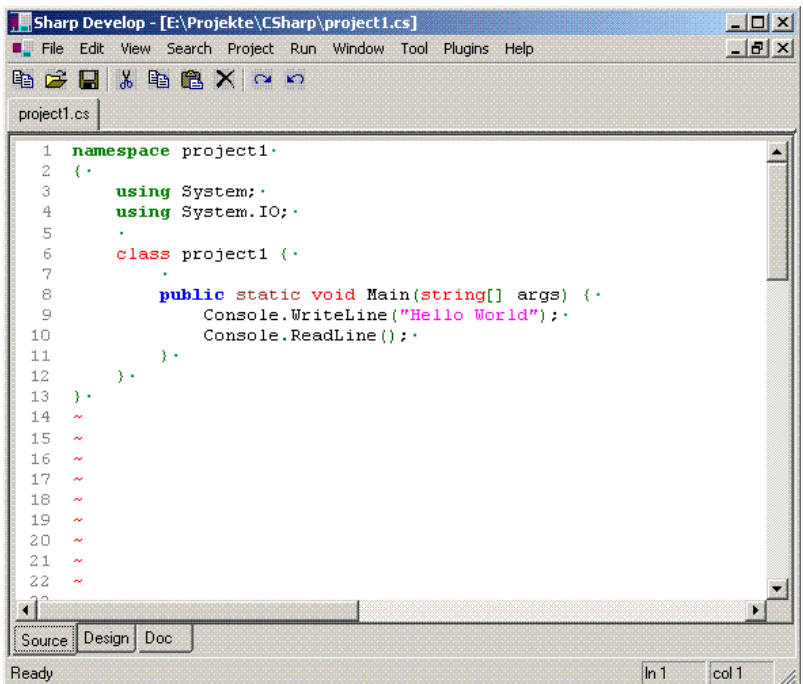 Sharp Develop - [E:\Projekte\CSharp\project1.cs]
File Edit View Search Project Run Window Tool Plugins Help
project1.cs
1 namespace project1·
2 {·
3 using System;·
4 using System.IO;·
5 ·
6 class project1 {·
7 ·
8 public static void Main(string[] args) {·
9 Console.WriteLine("Hello World");·
10 Console.ReadLine();·
11 }·
12 }·
13 }·
14 ~
15 ~
16 ~
17 ~
18 ~
19 ~
20 ~
21 ~
22 ~
Source Design Doc
Ready ln 1 col 1